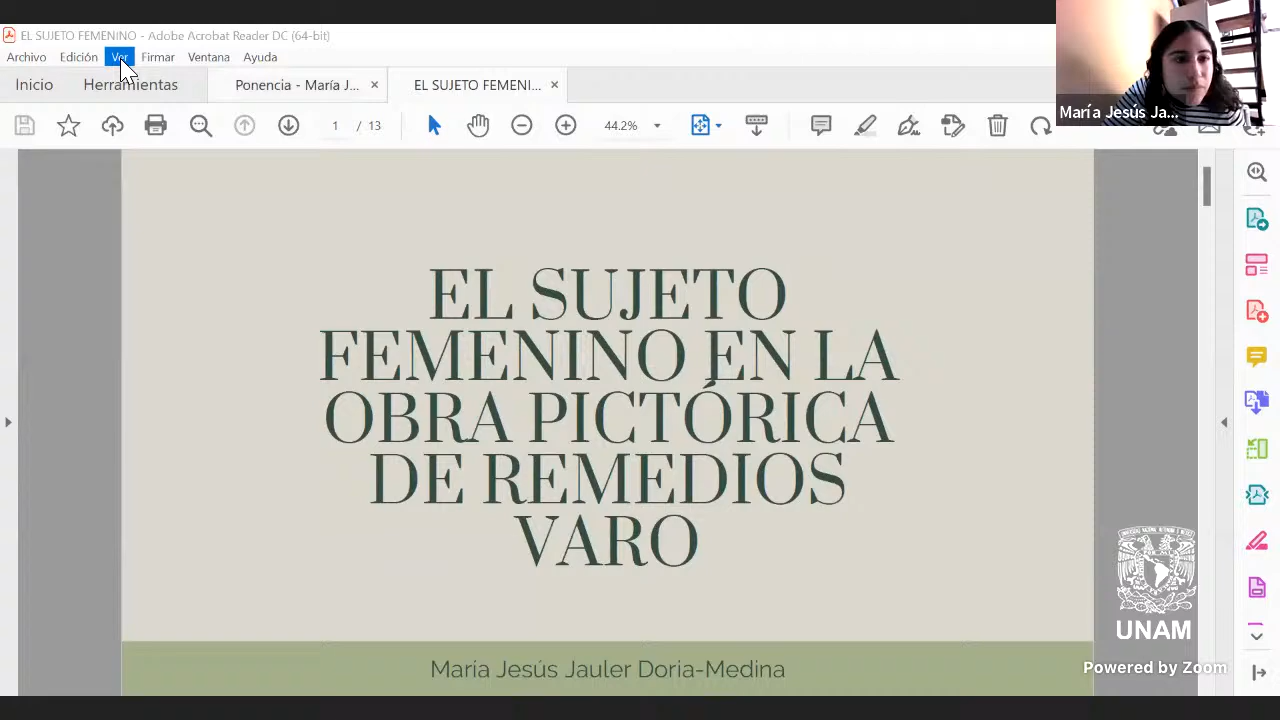 EL SUJETO FEMENINO - Adobe Acrobat Reader DC (64-bit)
Archivo Edición Ver Firmar Ventana Ayuda
Inicio Herramientas Ponencia - María J... × EL SUJETO FEMENI... ×
1 / 13 44.2%
María Jesús Ja...
EL SUJETO
FEMENINO EN LA
OBRA PICTÓRICA
DE REMEDIOS
VARO
María Jesús Jauler Doria-Medina
UNAM
Powered by Zoom